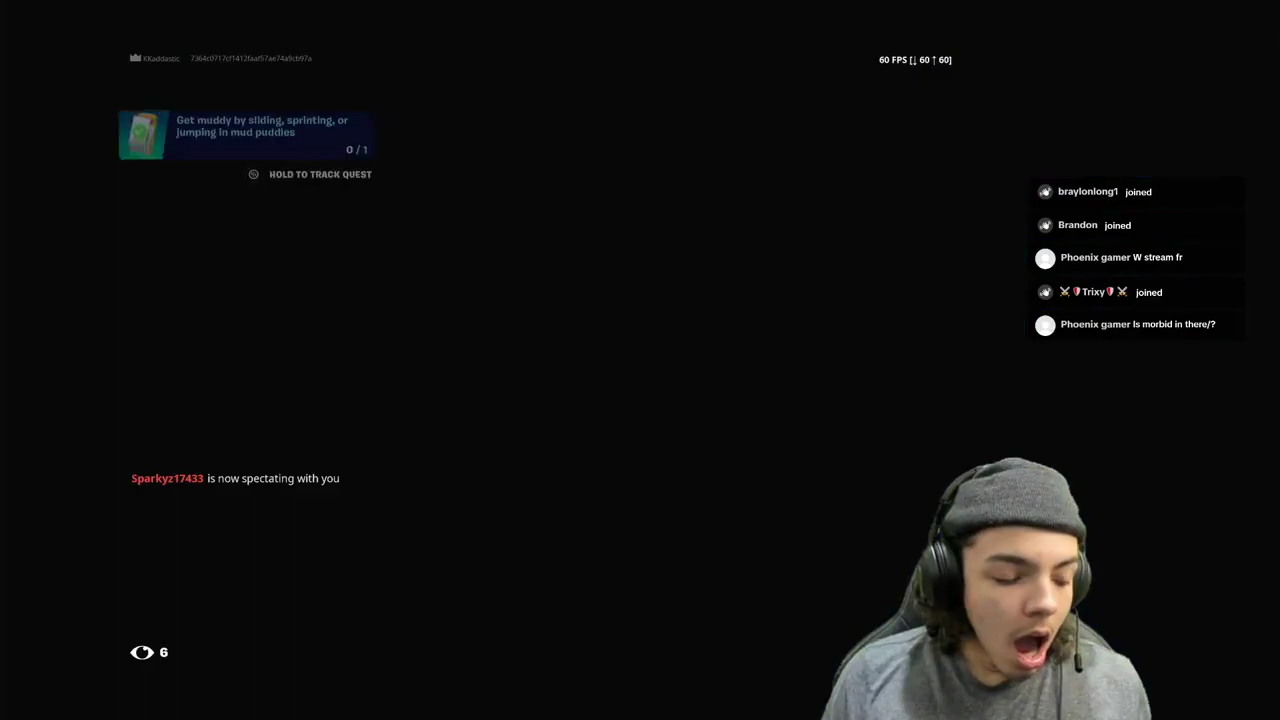 KKaddastic 7364c0717cf1412faaf57ae74a9cb97a
60 FPS [↓ 60 ↑ 60]
Get muddy by sliding, sprinting, or
jumping in mud puddles
0 / 1
HOLD TO TRACK QUEST
braylonlong1 joined
Brandon joined
Phoenix gamer W stream fr
⚔️🛡️Trixy🛡️⚔️ joined
Phoenix gamer Is morbid in there/?
Sparkyz17433 is now spectating with you
6